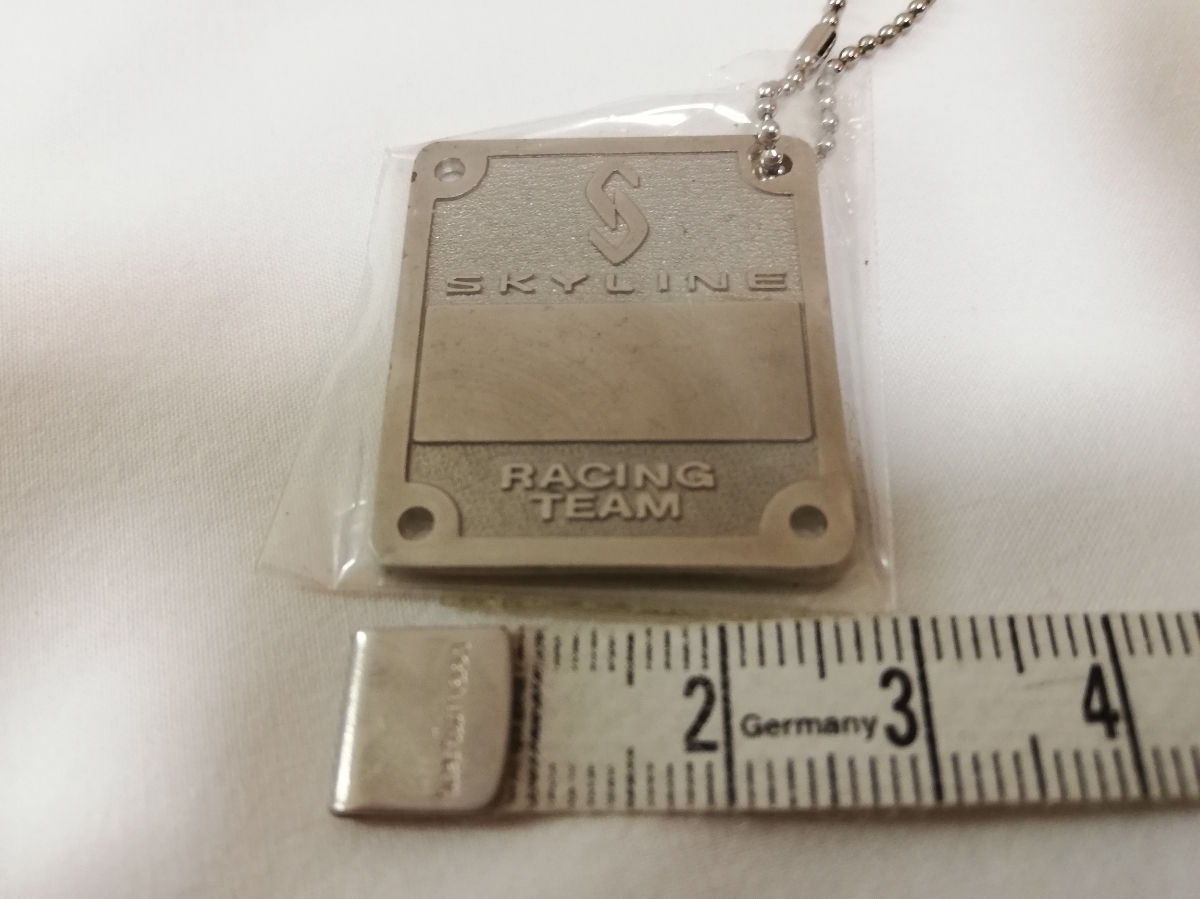 S
SKYLINE
RACING
TEAM
2 Germany 3 4